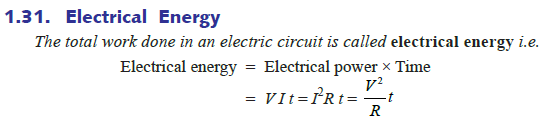 1.31. Electrical Energy
The total work done in an electric circuit is called electrical energy i.e.
Electrical energy = Electrical power × Time
= V I t = I²R t = V²/R t